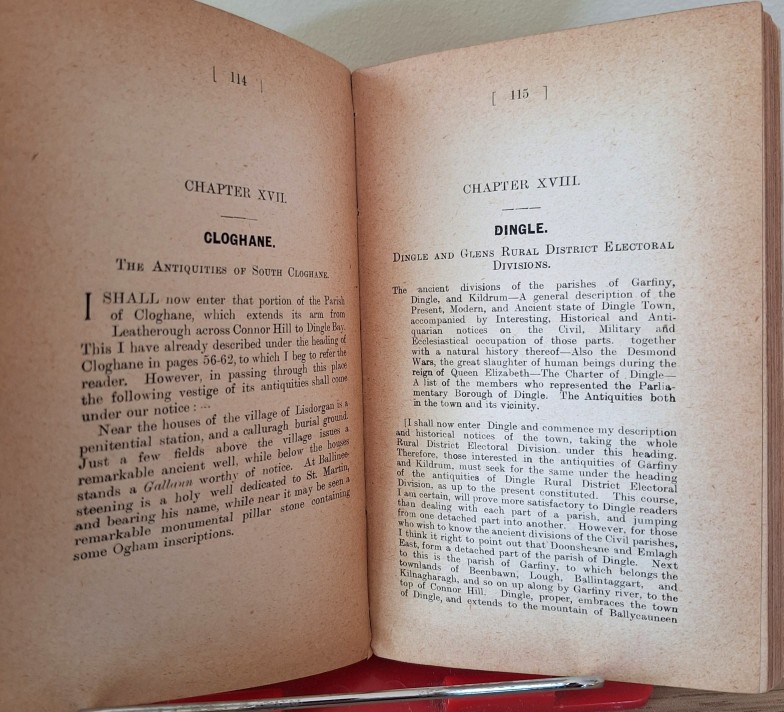 [ 114 ]
CHAPTER XVII.
CLOGHANE.
THE ANTIQUITIES OF SOUTH CLOGHANE.
I SHALL now enter that portion of the Parish
of Cloghane, which extends its arm from
Leatherough across Connor Hill to Dingle Bay.
This I have already described under the heading of
Cloghane in pages 56-62, to which I beg to refer the
reader. However, in passing through this place
the following vestige of its antiquities shall come
under our notice :—
Near the houses of the village of Lisdorgan is a
penitential station, and a calluragh burial ground.
Just a few fields above the village issues a
remarkable ancient well, while below the houses
stands a Gallaun worthy of notice. At Ballinee-
steening is a holy well dedicated to St. Martin,
and bearing his name, while near it may be seen a
remarkable monumental pillar stone containing
some Ogham inscriptions.
[ 115 ]
CHAPTER XVIII.
DINGLE.
DINGLE AND GLENS RURAL DISTRICT ELECTORAL
DIVISIONS.
The ancient divisions of the parishes of Garfiny,
Dingle, and Kildrum—A general description of the
Present, Modern, and Ancient state of Dingle Town,
accompanied by Interesting, Historical and Anti-
quarian notices on the Civil, Military and
Ecclesiastical occupation of those parts. together
with a natural history thereof—Also the Desmond
Wars, the great slaughter of human beings during the
reign of Queen Elizabeth—The Charter of Dingle—
A list of the members who represented the Parlia-
mentary Borough of Dingle. The Antiquities both
in the town and its vicinity.
I shall now enter Dingle and commence my description
and historical notices of the town, taking the whole
Rural District Electoral Division under this heading.
Therefore, those interested in the antiquities of Garfiny
and Kildrum, must seek for the same under the heading
of the antiquities of Dingle Rural District Electoral
Division, as up to the present constituted. This course,
I am certain, will prove more satisfactory to Dingle readers
than dealing with each part of a parish, and jumping
from one detached part into another. However, for those
who wish to know the ancient divisions of the Civil parishes,
I think it right to point out that Doonsheane and Emlagh
East, form a detached part of the parish of Dingle. Next
to this is the parish of Garfiny, to which belongs the
townlands of Beenbawn, Lough, Ballintaggart, and
Kilnagharagh, and so on up along by Garfiny river, to the
top of Connor Hill. Dingle, proper, embraces the town
of Dingle, and extends to the mountain of Ballycauneen